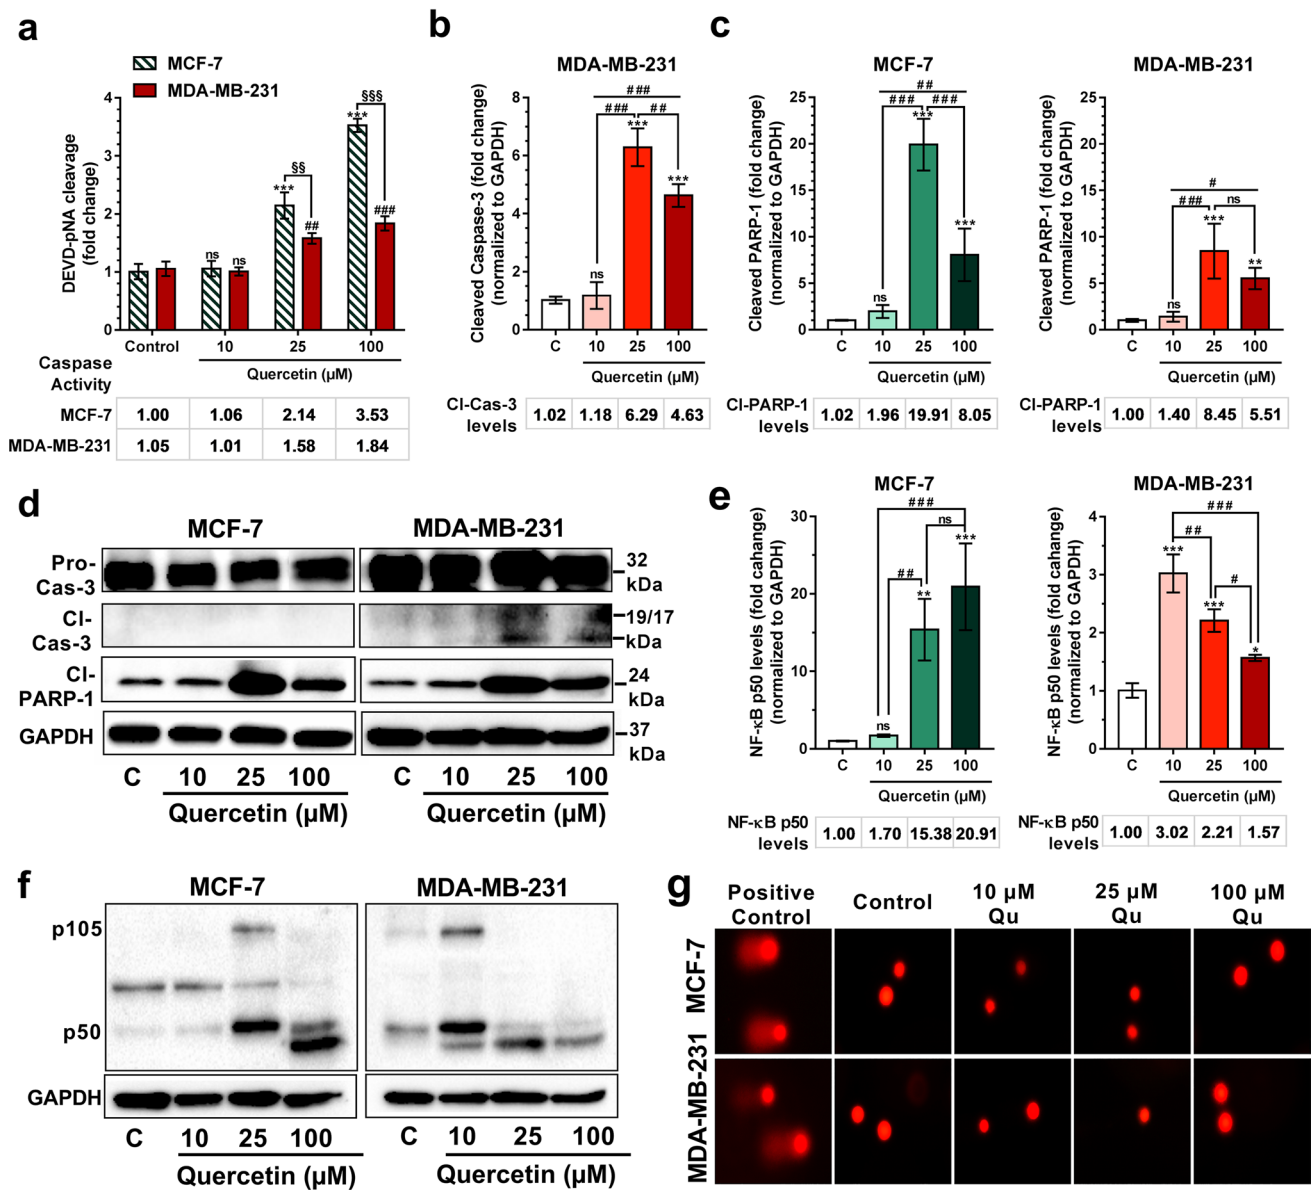 a
MCF-7
MDA-MB-231
DEVD-pNA cleavage
(fold change)
4
3
2
1
0
ns
ns
***
##
§§
***
###
§§§
Control
10
25
100
Quercetin (µM)
Caspase
Activity
MCF-7
1.00
1.06
2.14
3.53
MDA-MB-231
1.05
1.01
1.58
1.84
b
MDA-MB-231
Cleaved Caspase-3 (fold change)
(normalized to GAPDH)
8
6
4
2
0
###
###
##
ns
***
***
C
10
25
100
Quercetin (µM)
Cl-Cas-3
levels
1.02
1.18
6.29
4.63
c
MCF-7
Cleaved PARP-1 (fold change)
(normalized to GAPDH)
25
20
15
10
5
0
##
###
###
ns
***
***
C
10
25
100
Quercetin (µM)
Cl-PARP-1
levels
1.02
1.96
19.91
8.05
MDA-MB-231
Cleaved PARP-1 (fold change)
(normalized to GAPDH)
25
20
15
10
5
0
#
###
ns
ns
***
**
C
10
25
100
Quercetin (µM)
Cl-PARP-1
levels
1.00
1.40
8.45
5.51
d
MCF-7
MDA-MB-231
Pro-
Cas-3
32
kDa
Cl-
Cas-3
19/17
kDa
Cl-
PARP-1
24
kDa
GAPDH
37
kDa
C
10
25
100
Quercetin (µM)
C
10
25
100
Quercetin (µM)
e
MCF-7
NF-κB p50 levels (fold cahnge)
(normalized to GAPDH)
30
20
10
0
###
ns
##
ns
**
***
C
10
25
100
Quercetin (µM)
NF-κB p50
levels
1.00
1.70
15.38
20.91
MDA-MB-231
NF-κB p50 levels (fold change)
(normalized to GAPDH)
4
3
2
1
0
###
##
#
***
***
*
C
10
25
100
Quercetin (µM)
NF-κB p50
levels
1.00
3.02
2.21
1.57
f
MCF-7
MDA-MB-231
p105
p50
GAPDH
C
10
25
100
Quercetin (µM)
C
10
25
100
Quercetin (µM)
g
Positive
Control
Control
10 µM
Qu
25 µM
Qu
100 µM
Qu
MCF-7
MDA-MB-231